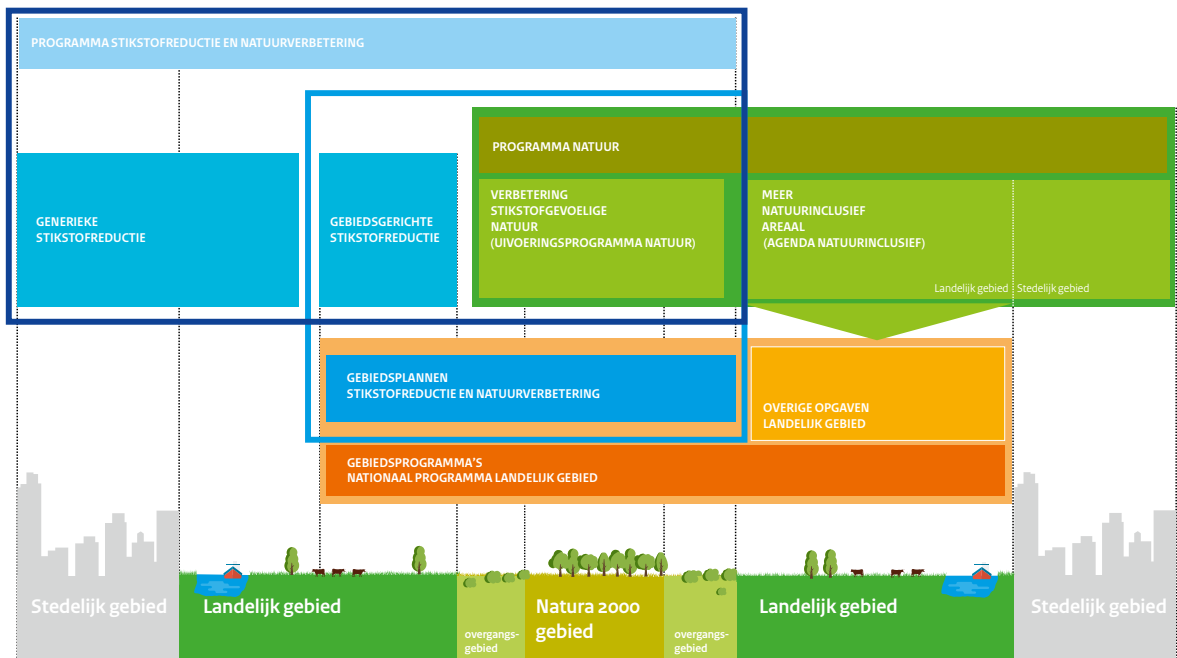 PROGRAMMA STIKSTOFREDUCTIE EN NATUURVERBETERING
PROGRAMMA NATUUR
GENERIEKE
STIKSTOFREDUCTIE
GEBIEDSGERICHTE
STIKSTOFREDUCTIE
VERBETERING
STIKSTOFGEVOELIGE
NATUUR
(UIVOERINGSPROGRAMMA NATUUR)
MEER
NATUURINCLUSIEF
AREAAL
(AGENDA NATUURINCLUSIEF)
Landelijk gebied
Stedelijk gebied
GEBIEDSPLANNEN
STIKSTOFREDUCTIE EN NATUURVERBETERING
OVERIGE OPGAVEN
LANDELIJK GEBIED
GEBIEDSPROGRAMMA'S
NATIONAAL PROGRAMMA LANDELIJK GEBIED
Stedelijk gebied
Landelijk gebied
overgangs-
gebied
Natura 2000
gebied
overgangs-
gebied
Landelijk gebied
Stedelijk gebied